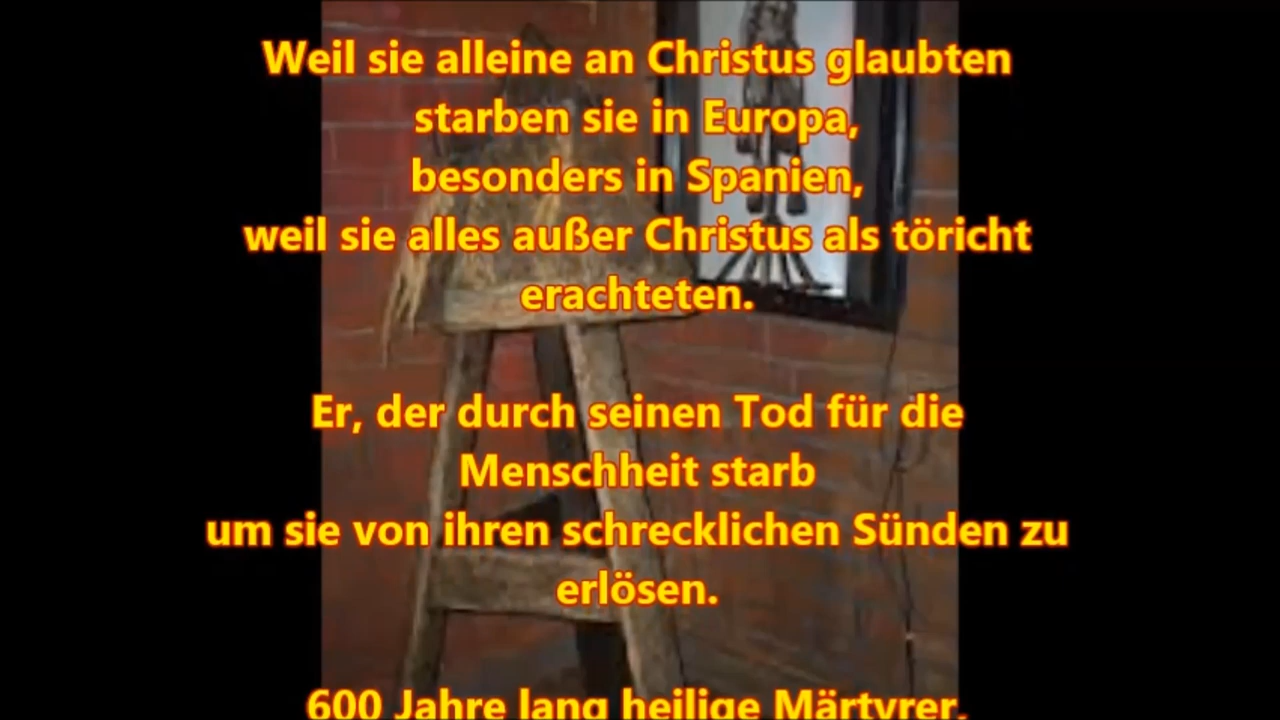 Weil sie alleine an Christus glaubten
starben sie in Europa,
besonders in Spanien,
weil sie alles außer Christus als töricht
erachteten.
Er, der durch seinen Tod für die
Menschheit starb
um sie von ihren schrecklichen Sünden zu
erlösen.
600 Jahre lang heilige Märtyrer,